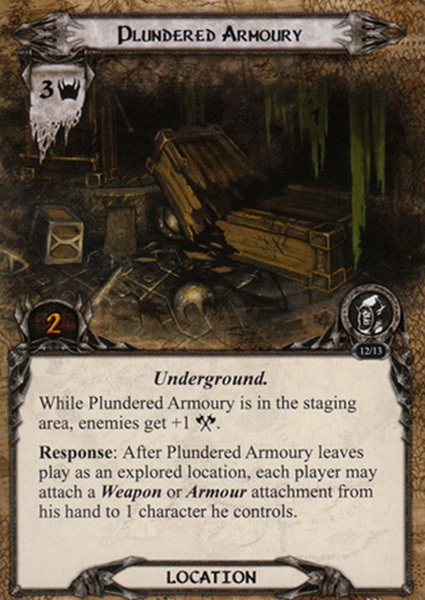 Plundered Armoury
3
2
12/13
Underground.
While Plundered Armoury is in the staging
area, enemies get +1 .
Response: After Plundered Armoury leaves
play as an explored location, each player may
attach a Weapon or Armour attachment from
his hand to 1 character he controls.
LOCATION